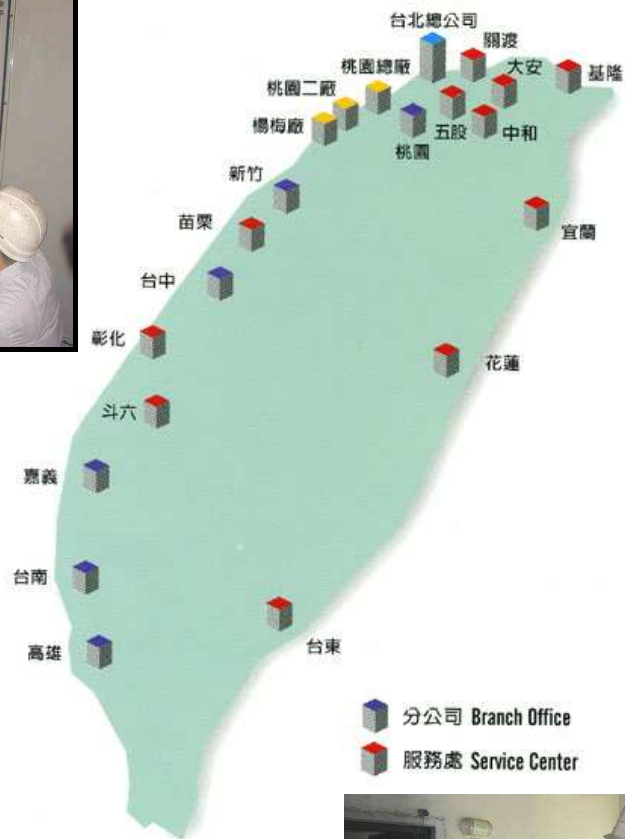 台北總公司
關渡
桃園總廠
大安
基隆
桃園二廠
楊梅廠
五股
中和
桃園
新竹
苗栗
宜蘭
台中
彰化
花蓮
斗六
嘉義
台南
台東
高雄
分公司 Branch Office
服務處 Service Center